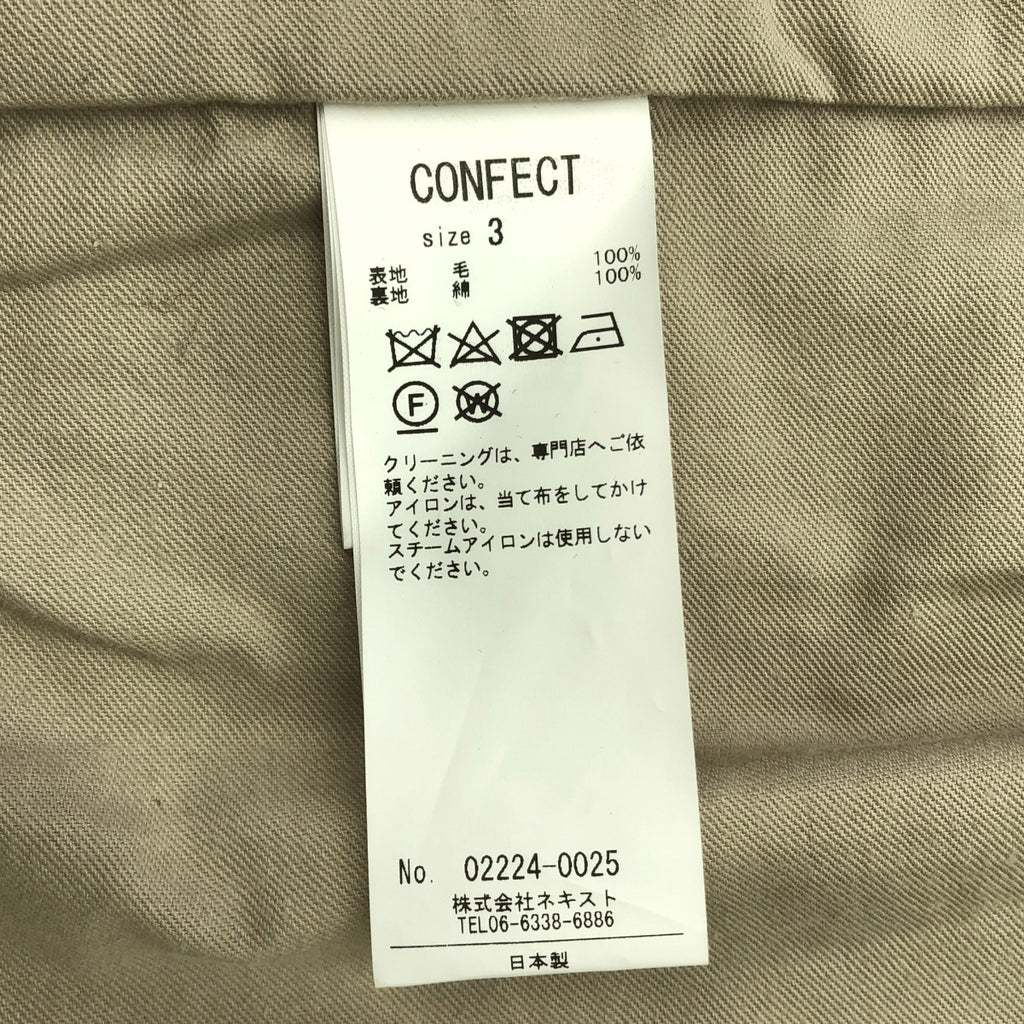 CONFECT
size 3
表地 毛 100%
裏地 綿 100%
F W
クリーニングは、専門店へご依
頼ください。
アイロンは、当て布をしてかけ
てください。
スチームアイロンは使用しない
でください。
No. 02224-0025
株式会社ネキスト
TEL06-6338-6886
日本製